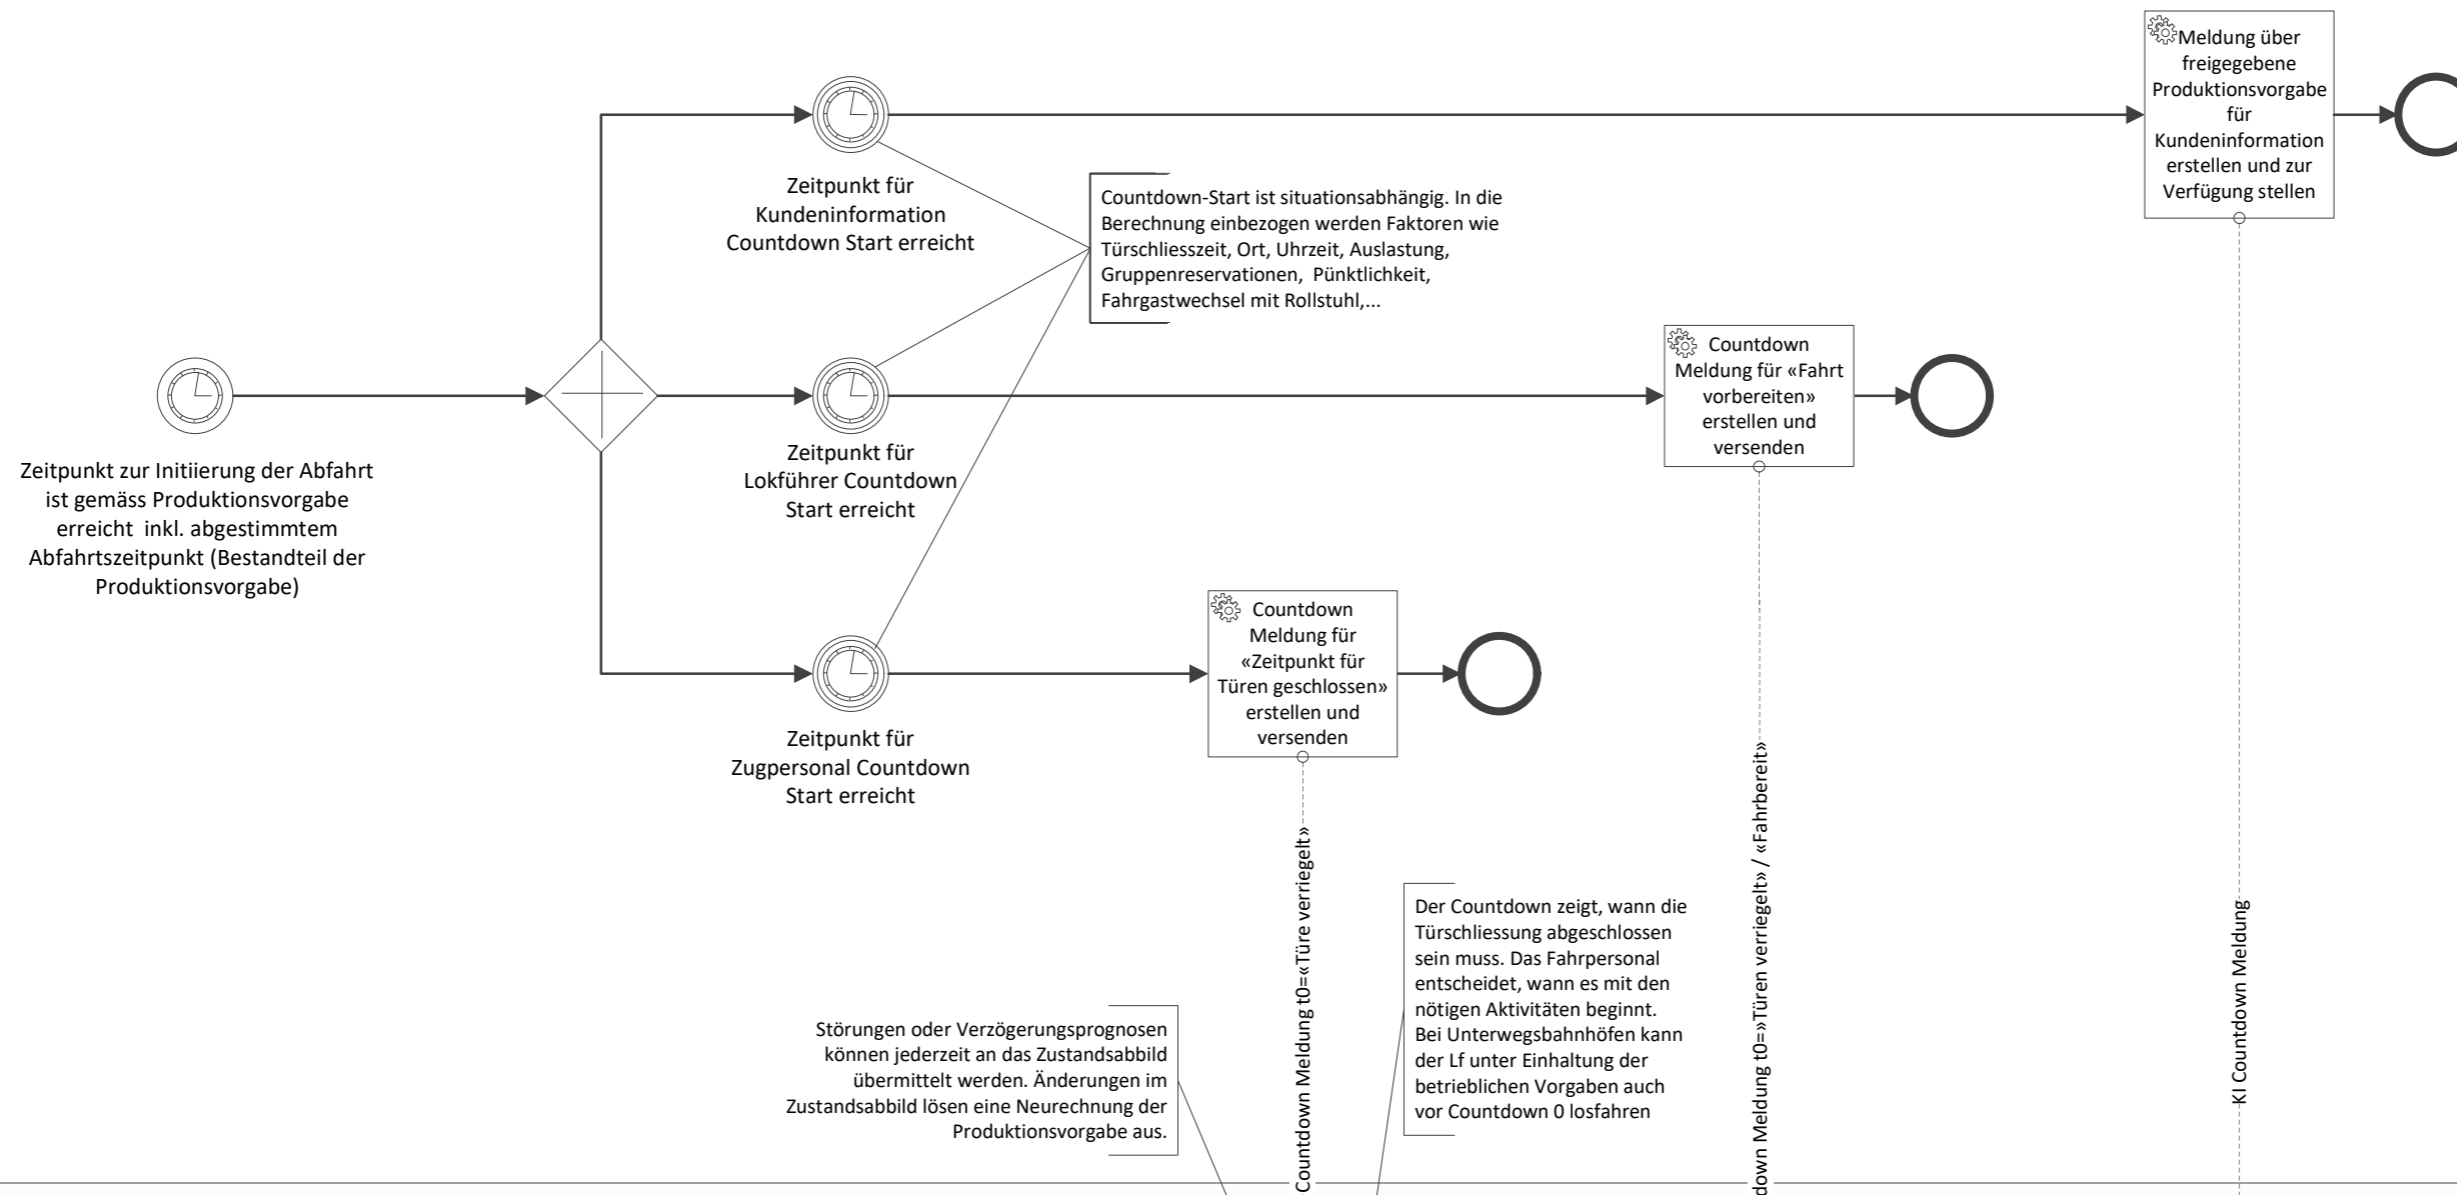 Meldung über
freigegebene
Produktionsvorgabe
für
Kundeninformation
erstellen und zur
Verfügung stellen
Zeitpunkt für
Kundeninformation
Countdown Start erreicht
Countdown-Start ist situationsabhängig. In die
Berechnung einbezogen werden Faktoren wie
Türschliesszeit, Ort, Uhrzeit, Auslastung,
Gruppenreservationen,  Pünktlichkeit,
Fahrgastwechsel mit Rollstuhl,...
Countdown
Meldung für «Fahrt
vorbereiten»
erstellen und
versenden
Zeitpunkt für
Lokführer Countdown
Start erreicht
Zeitpunkt zur Initiierung der Abfahrt
ist gemäss Produktionsvorgabe
erreicht  inkl. abgestimmtem
Abfahrtszeitpunkt (Bestandteil der
Produktionsvorgabe)
Countdown
Meldung für
«Zeitpunkt für
Türen geschlossen»
erstellen und
versenden
Zeitpunkt für
Zugpersonal Countdown
Start erreicht
Countdown Meldung t0=«Türe verriegelt»
down Meldung t0=»Türen verriegelt» / «Fahrbereit»
KI Countdown Meldung
Der Countdown zeigt, wann die
Türschliessung abgeschlossen
sein muss. Das Fahrpersonal
entscheidet, wann es mit den
nötigen Aktivitäten beginnt.
Bei Unterwegsbahnhöfen kann
der Lf unter Einhaltung der
betrieblichen Vorgaben auch
vor Countdown 0 losfahren
Störungen oder Verzögerungsprognosen
können jederzeit an das Zustandsabbild
übermittelt werden. Änderungen im
Zustandsabbild lösen eine Neurechnung der
Produktionsvorgabe aus.